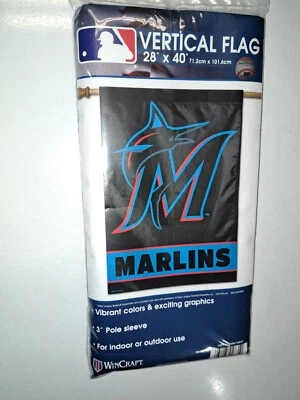 VERTICAL FLAG
28" x 40" 71.2cm x 101.6cm
M
MARLINS
Vibrant colors & exciting graphics
3" Pole sleeve
For indoor or outdoor use
WINCRAFT